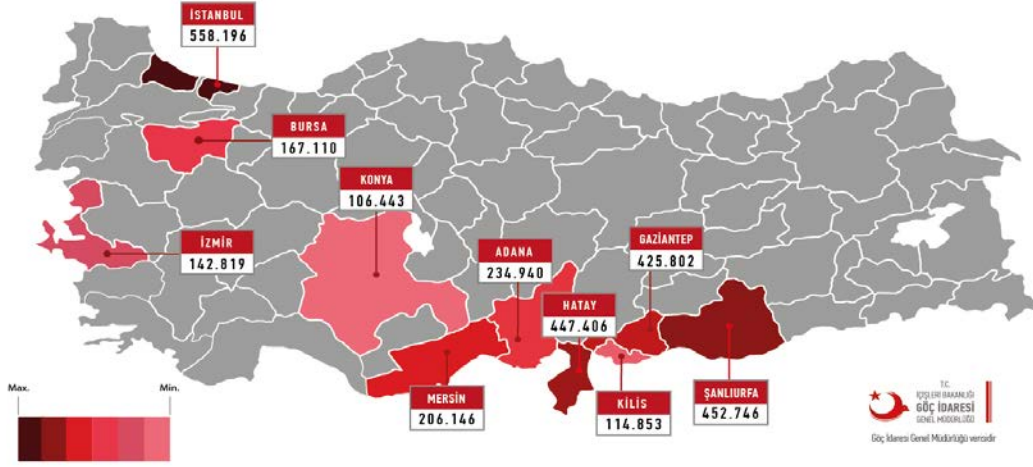 İSTANBUL
558.196
BURSA
167.110
KONYA
106.443
İZMİR
142.819
ADANA
234.940
GAZİANTEP
425.802
HATAY
447.406
MERSİN
206.146
KİLİS
114.853
ŞANLIURFA
452.746
Max.
Min.
T.C.
İÇİŞLERİ BAKANLIĞI
GÖÇ İDARESİ
GENEL MÜDÜRLÜĞÜ
Göç İdaresi Genel Müdürlüğü verisidir